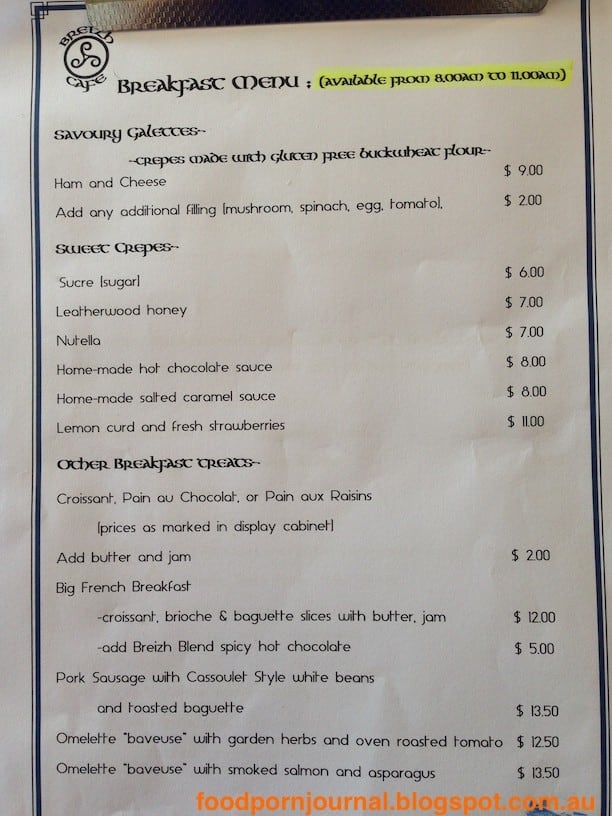 BREIZH
CAFE
Breakfast Menu : (available from 8.00am to 11.00am)
Savoury Galettes~
~crepes made with gluten free buckwheat flour~
Ham and Cheese $ 9.00
Add any additional filling (mushroom, spinach, egg, tomato), $ 2.00
Sweet Crepes~
Sucre (sugar) $ 6.00
Leatherwood honey $ 7.00
Nutella $ 7.00
Home-made hot chocolate sauce $ 8.00
Home-made salted caramel sauce $ 8.00
Lemon curd and fresh strawberries $ 11.00
Other Breakfast treats~
Croissant, Pain au Chocolat, or Pain aux Raisins
(prices as marked in display cabinet)
Add butter and jam $ 2.00
Big French Breakfast
-croissant, brioche & baguette slices with butter, jam $ 12.00
-add Breizh Blend spicy hot chocolate $ 5.00
Pork Sausage with Cassoulet Style white beans
and toasted baguette $ 13.50
Omelette "baveuse" with garden herbs and oven roasted tomato $ 12.50
Omelette "baveuse" with smoked salmon and asparagus $ 13.50
foodpornjournal.blogspot.com.au